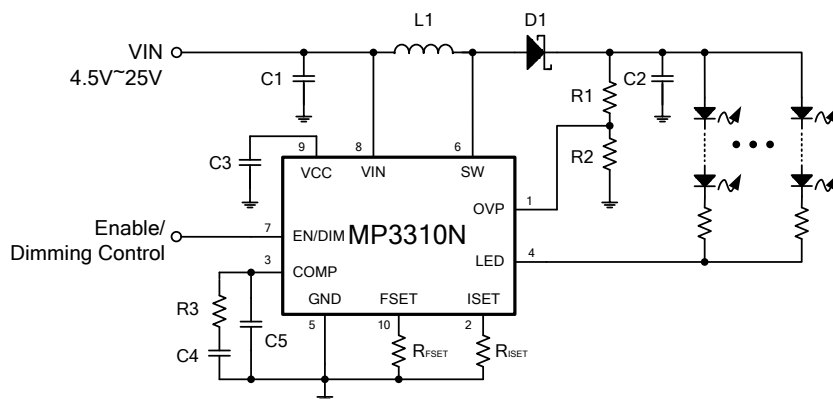 L1
D1
VIN
4.5V~25V
C1
C2
R1
R2
C3
9
8
6
VCC
VIN
SW
1
OVP
Enable/
Dimming Control
7
EN/DIM
MP3310N
3
COMP
LED
4
GND
FSET
ISET
R3
C4
C5
5
10
2
RFSET
RISET